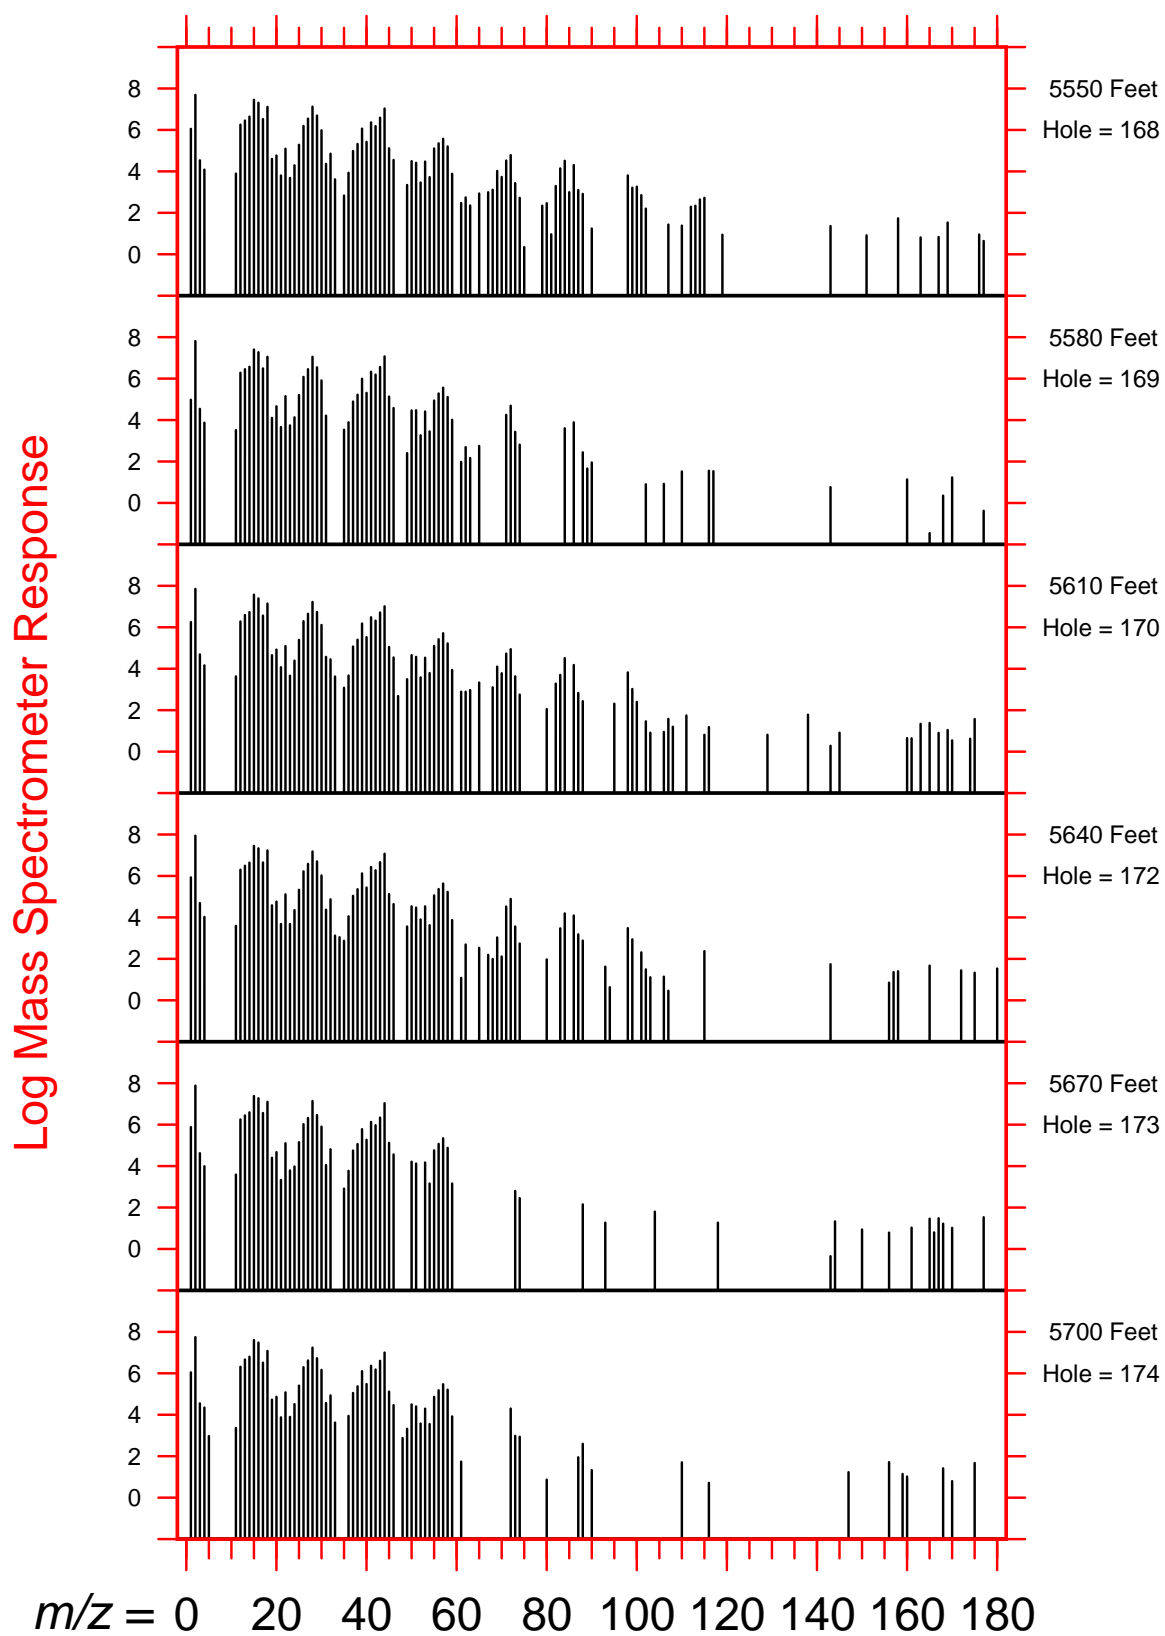 8
6
4
2
0
5550 Feet
Hole = 168
8
6
4
2
0
5580 Feet
Hole = 169
8
6
4
2
0
5610 Feet
Hole = 170
8
6
4
2
0
5640 Feet
Hole = 172
8
6
4
2
0
5670 Feet
Hole = 173
8
6
4
2
0
5700 Feet
Hole = 174
Log Mass Spectrometer Response
m/z = 0 20 40 60 80 100 120 140 160 180